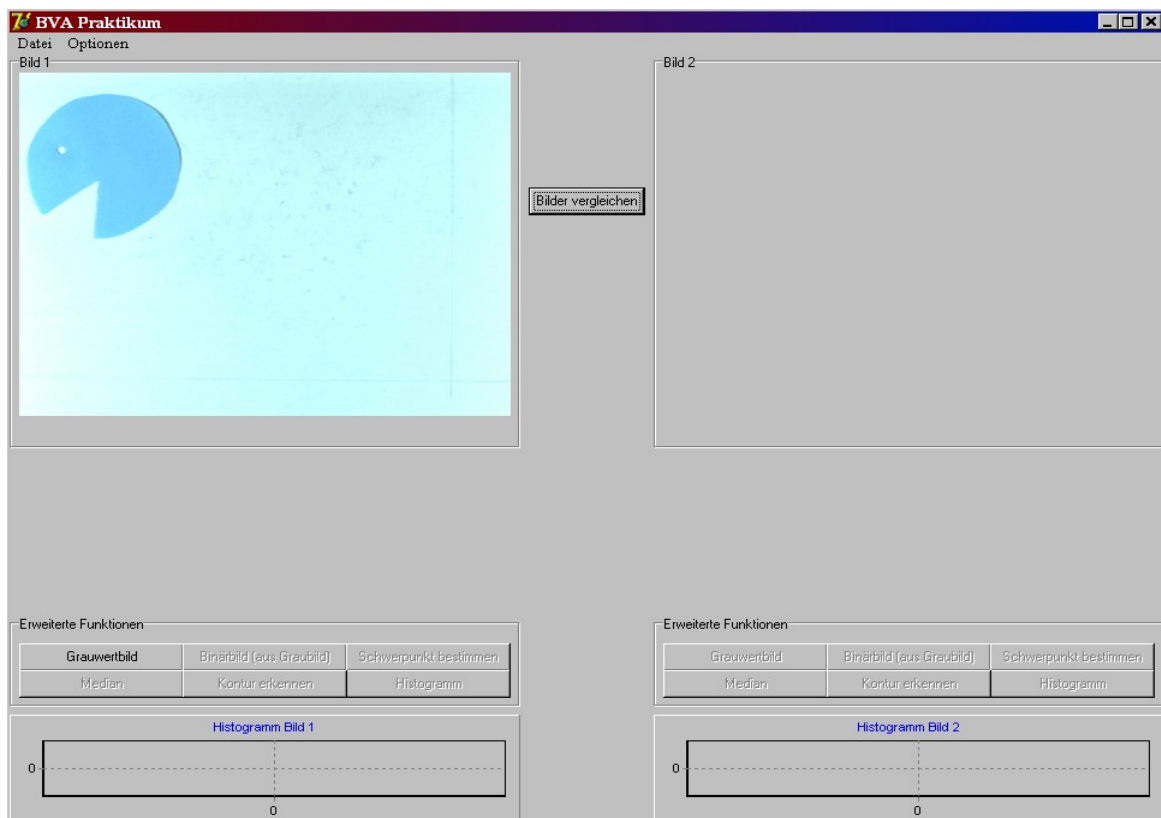 BVA Praktikum
Datei Optionen
Bild 1
Bild 2
Bilder vergleichen
Erweiterte Funktionen
Erweiterte Funktionen
Grauwertbild Binärbild (aus Graubild) Schwerpunkt bestimmen
Grauwertbild Binärbild (aus Graubild) Schwerpunkt bestimmen
Median Kontur erkennen Histogramm
Median Kontur erkennen Histogramm
Histogramm Bild 1
Histogramm Bild 2
0
0
0
0